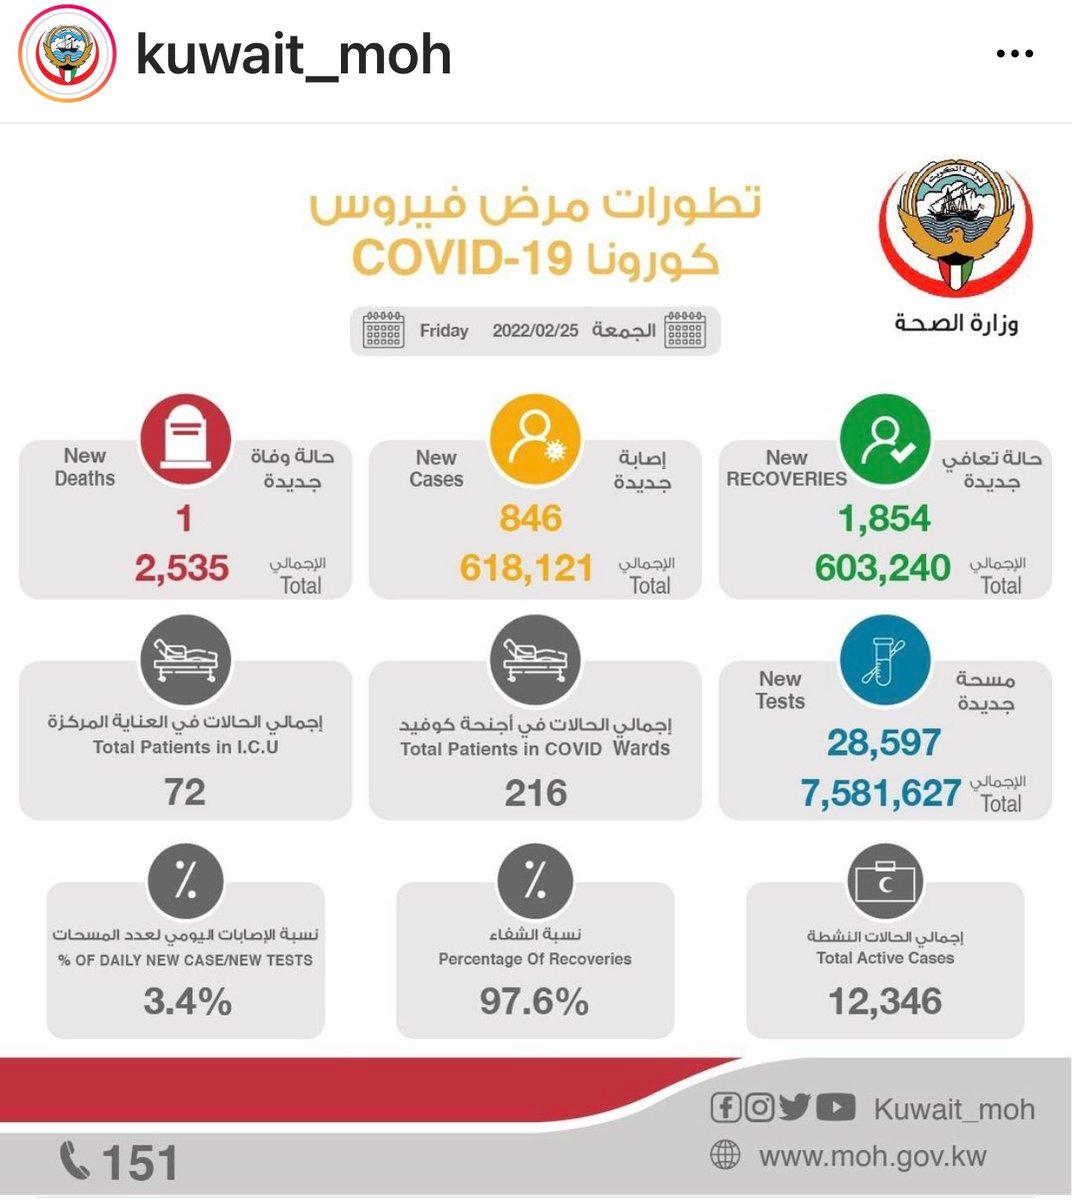 kuwait_moh
دولة الكويت
وزارة الصحة
تطورات مرض فيروس
كورونا COVID-19
Friday 2022/02/25 الجمعة
New Deaths
حالة وفاة جديدة
1
2,535
الإجمالي
Total
New Cases
إصابة جديدة
846
618,121
الإجمالي
Total
New RECOVERIES
حالة تعافي جديدة
1,854
603,240
الإجمالي
Total
إجمالي الحالات في العناية المركزة
Total Patients in I.C.U
72
إجمالي الحالات في أجنحة كوفيد
Total Patients in COVID Wards
216
New Tests
مسحة جديدة
28,597
7,581,627
الإجمالي
Total
نسبة الإصابات اليومي لعدد المسحات
% OF DAILY NEW CASE/NEW TESTS
3.4%
نسبة الشفاء
Percentage Of Recoveries
97.6%
إجمالي الحالات النشطة
Total Active Cases
12,346
151
Kuwait_moh
www.moh.gov.kw